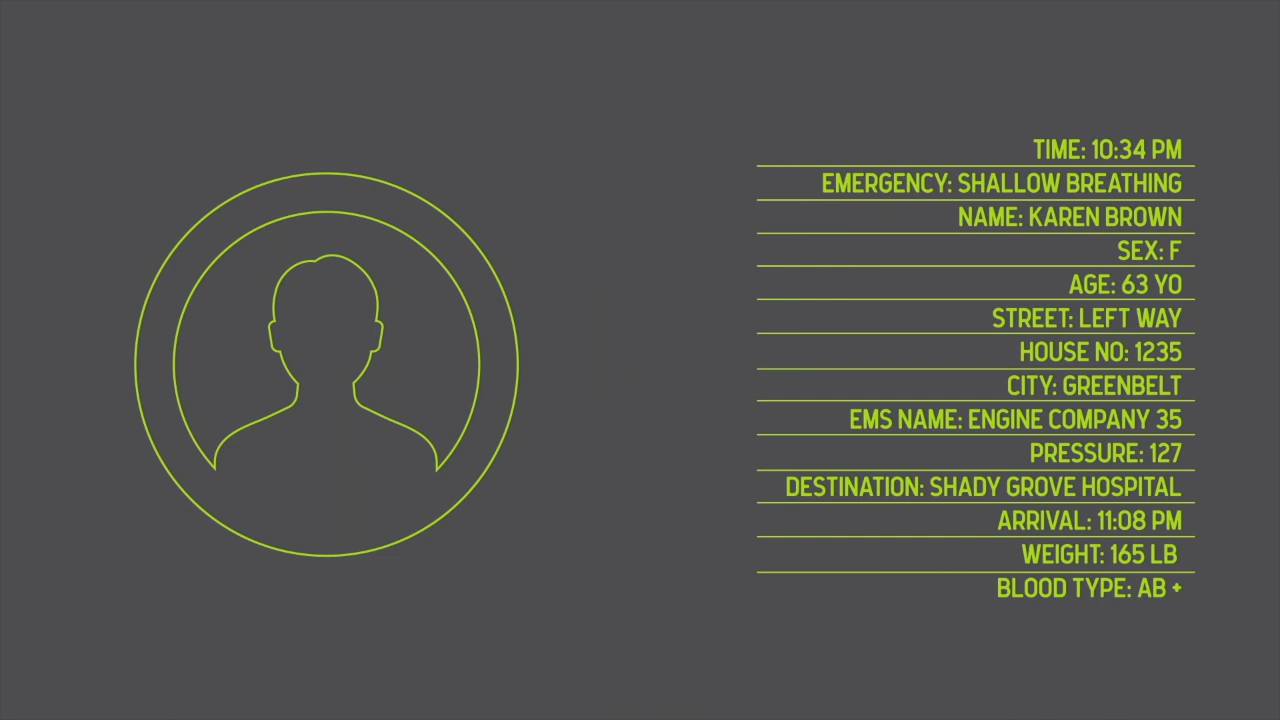 TIME: 10:34 PM
EMERGENCY: SHALLOW BREATHING
NAME: KAREN BROWN
SEX: F
AGE: 63 YO
STREET: LEFT WAY
HOUSE NO: 1235
CITY: GREENBELT
EMS NAME: ENGINE COMPANY 35
PRESSURE: 127
DESTINATION: SHADY GROVE HOSPITAL
ARRIVAL: 11:08 PM
WEIGHT: 165 LB
BLOOD TYPE: AB +